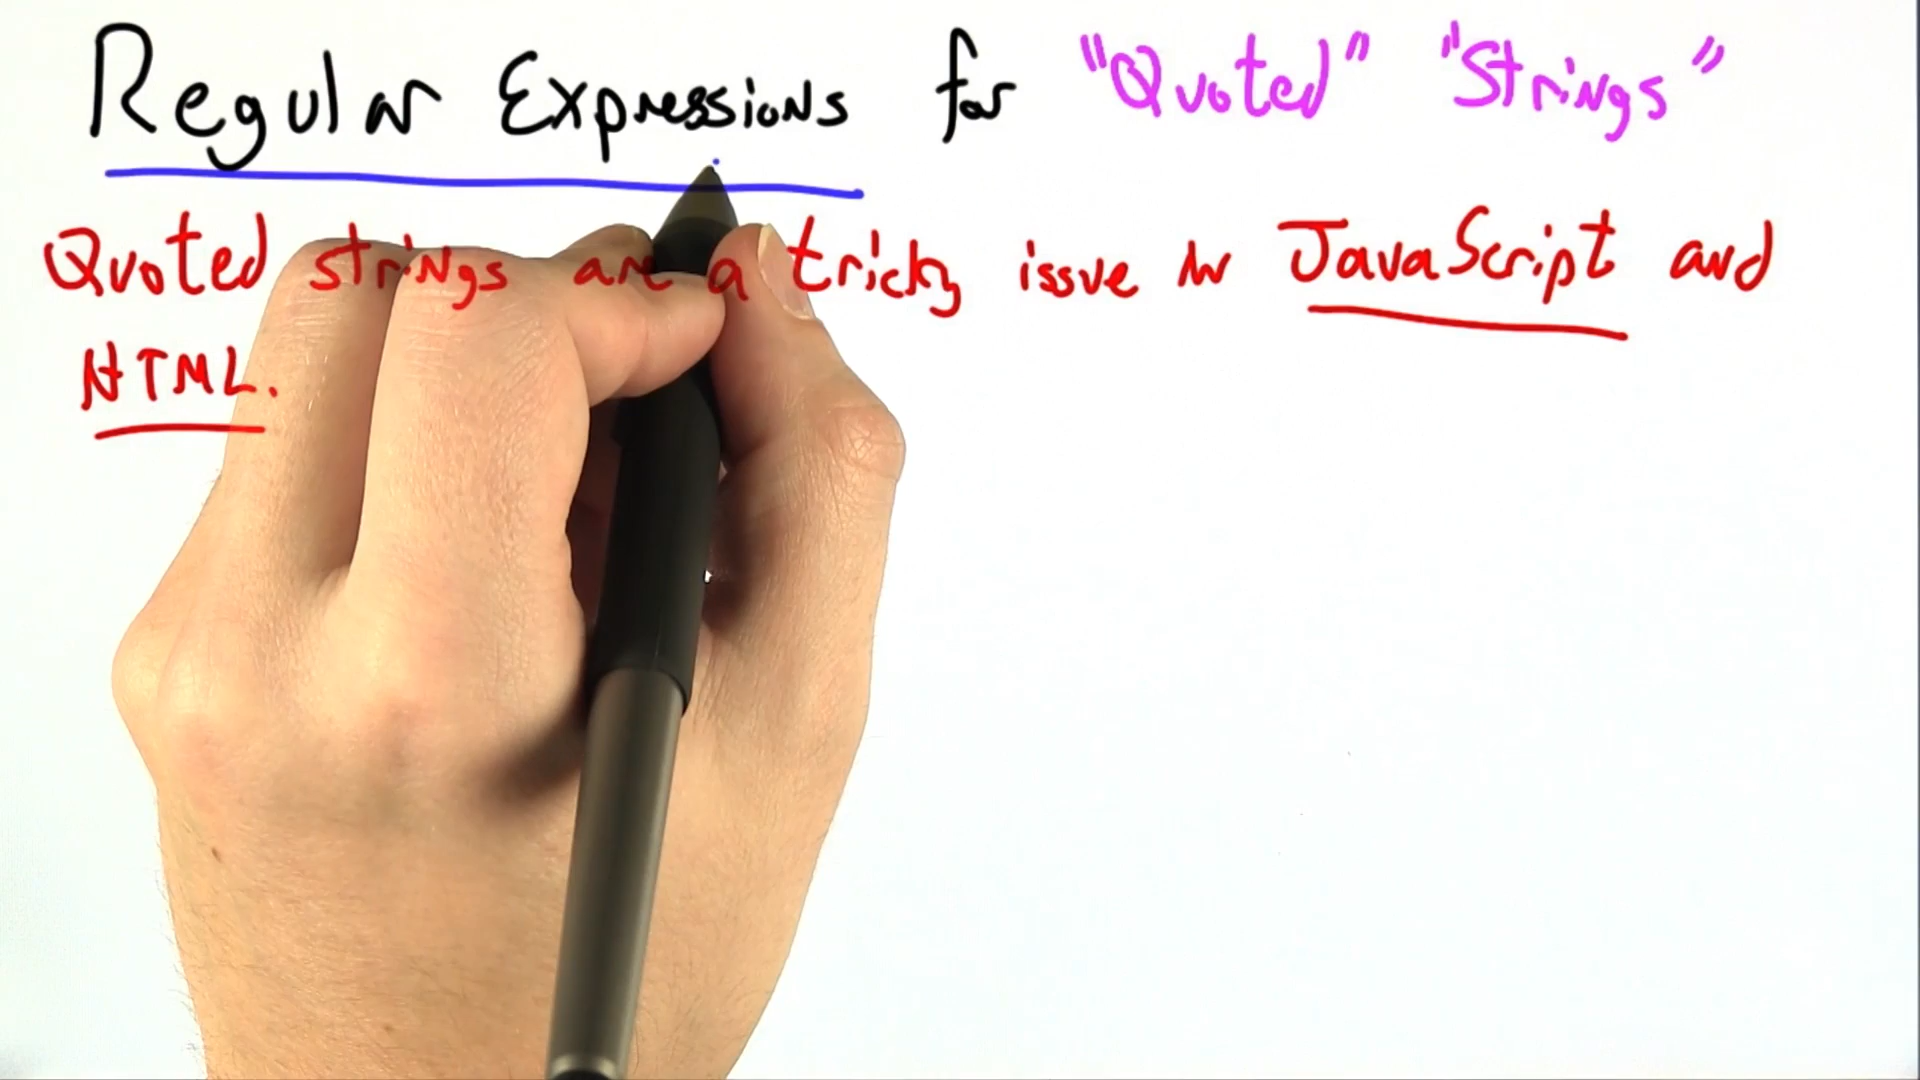 Regular Expressions for "Quoted" "Strings"
Quoted strings are a tricky issue in JavaScript and
HTML.